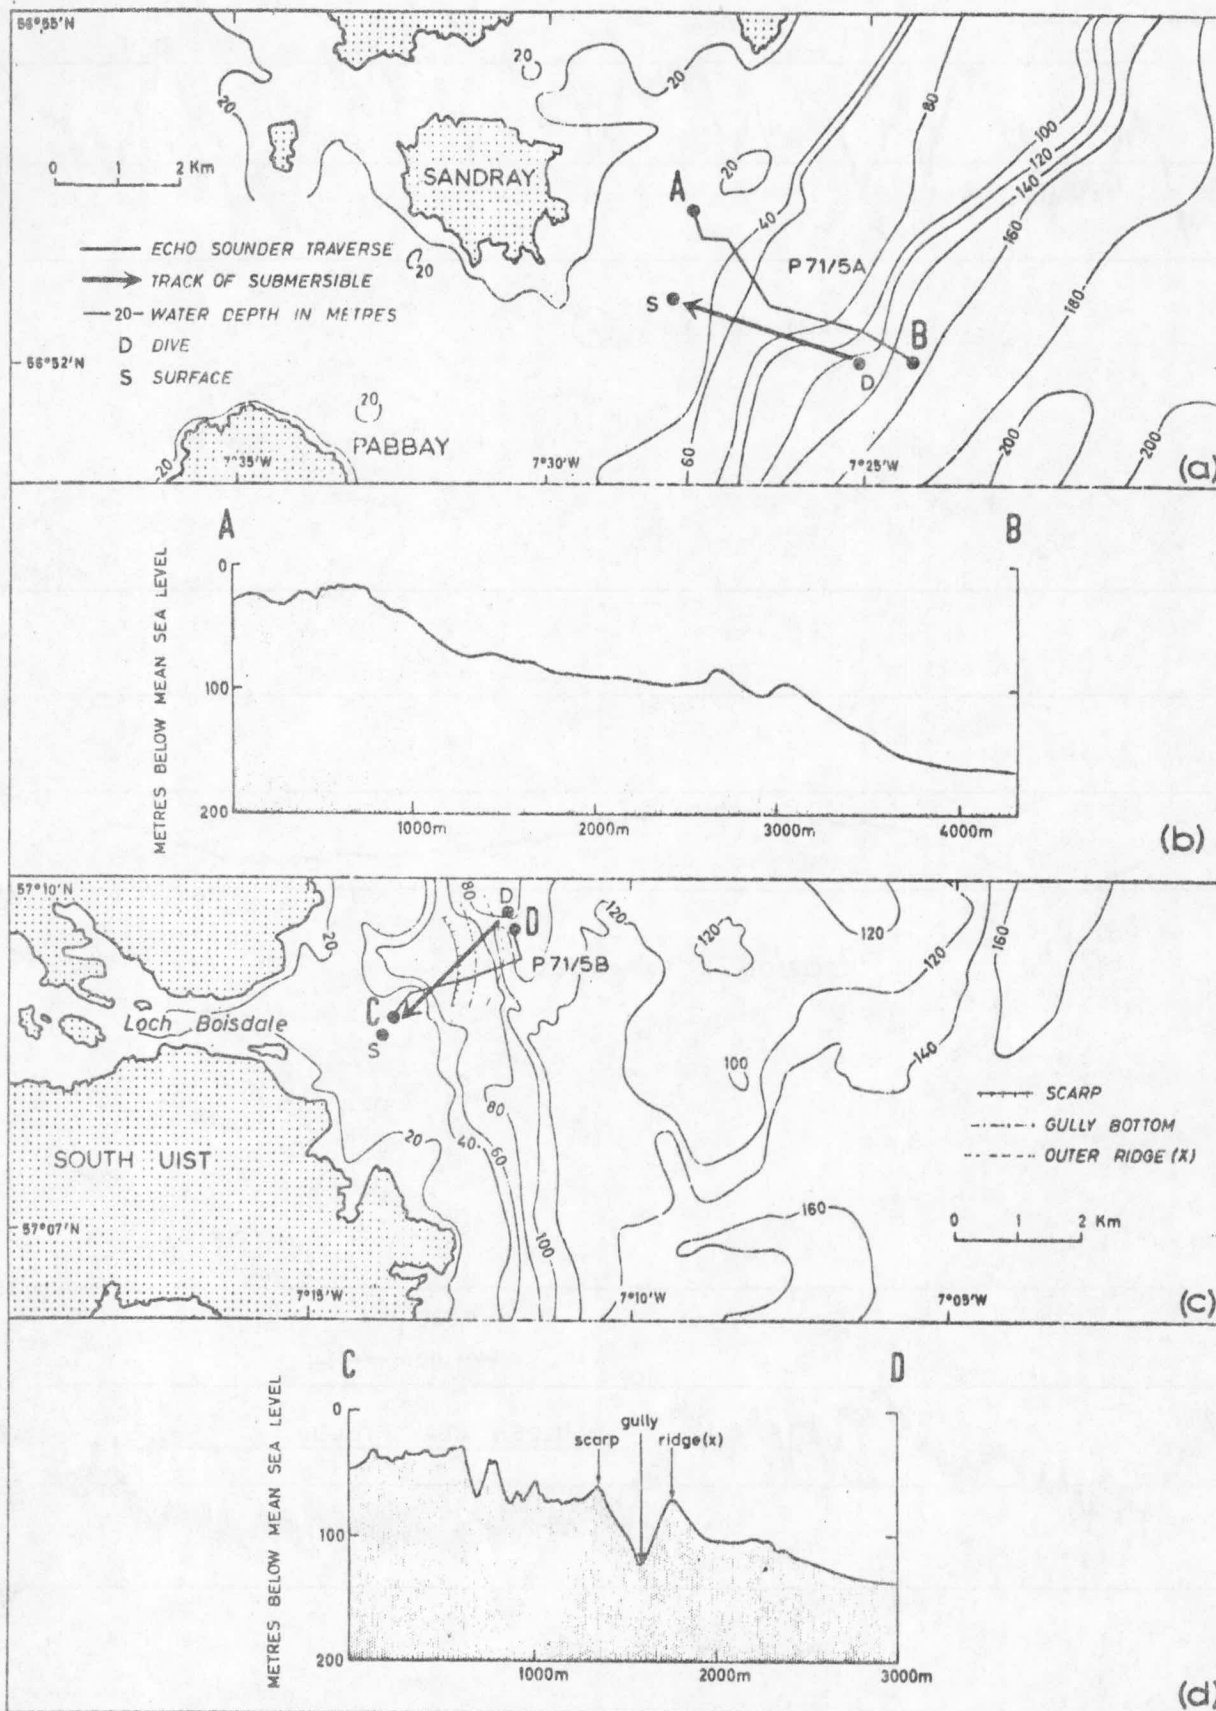 56°55'N
20
20
20
20
80
100
120
140
160
180
200
200
0 1 2 Km
SANDRAY
A
20
40
ECHO SOUNDER TRAVERSE
20
P71/5A
TRACK OF SUBMERSIBLE
S
—20— WATER DEPTH IN METRES
B
56°52'N
D DIVE
D
S SURFACE
20
PABBAY
20
60
7°35'W
7°30'W
7°25'W
(a)
A
B
METRES BELOW MEAN SEA LEVEL
0
100
200
1000m
2000m
3000m
4000m
(b)
57°10'N
80
D
D
20
120
120
120
120
160
P71/5B
Loch Boisdale
C
S
140
100
80
SCARP
20
40
60
GULLY BOTTOM
SOUTH UIST
OUTER RIDGE (X)
57°07'N
100
160
0 1 2 Km
7°15'W
7°10'W
7°05'W
(c)
C
D
METRES BELOW MEAN SEA LEVEL
0
gully
scarp
ridge(x)
100
200
1000m
2000m
3000m
(d)